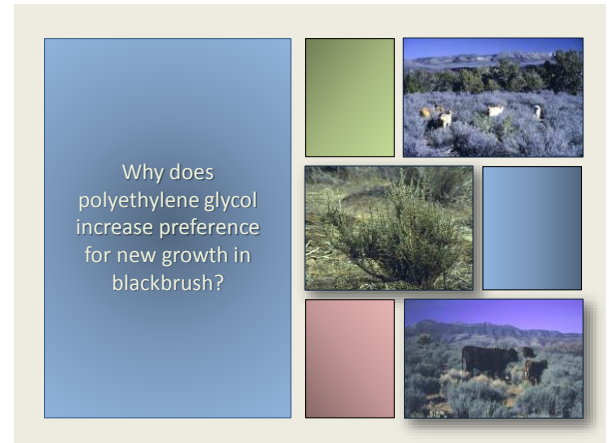 Why does
polyethylene glycol
increase preference
for new growth in
blackbrush?